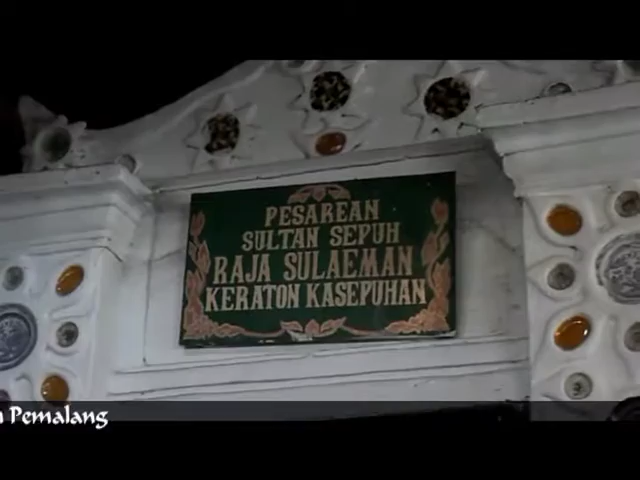 PESAREAN
SULTAN SEPUH
RAJA SULAEMAN
KERATON KASEPUHAN
Pemalang